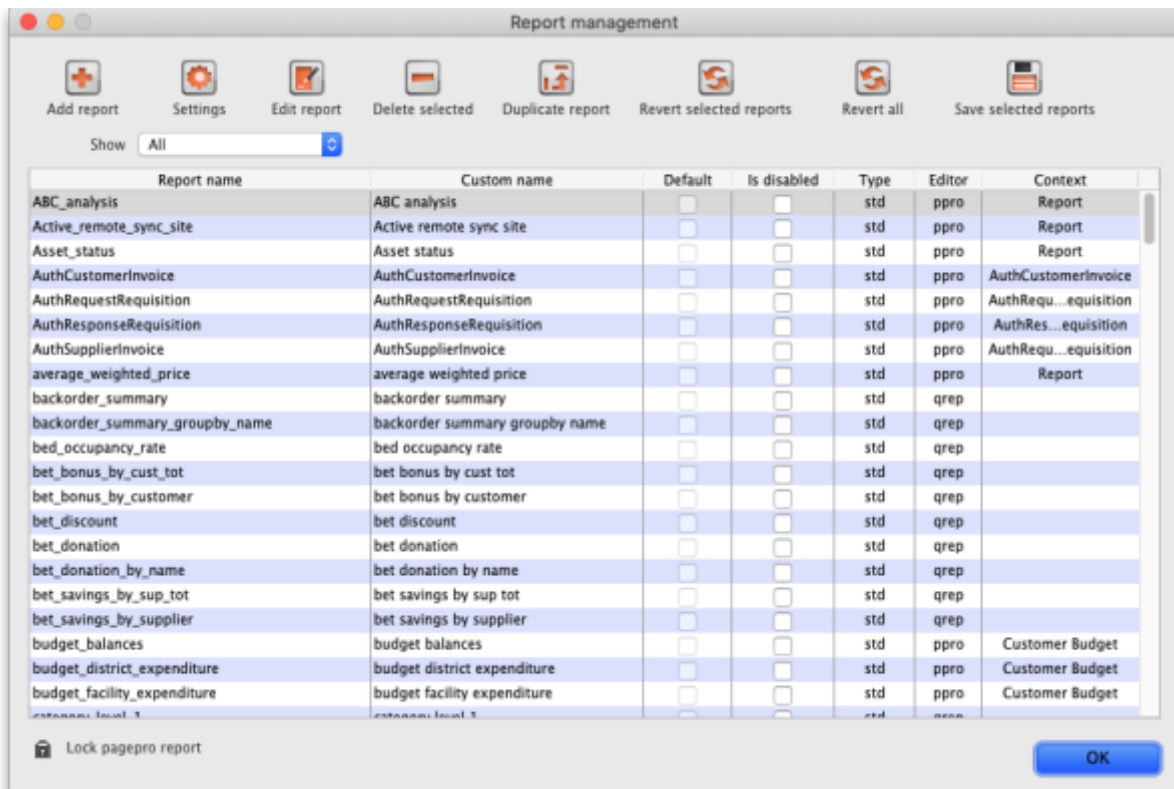 Report management
Add report Settings Edit report Delete selected Duplicate report Revert selected reports Revert all Save selected reports
Show All
Report name Custom name Default Is disabled Type Editor Context
ABC_analysis ABC analysis std ppro Report
Active_remote_sync_site Active remote sync site std ppro Report
Asset_status Asset status std ppro Report
AuthCustomerInvoice AuthCustomerInvoice std ppro AuthCustomerInvoice
AuthRequestRequisition AuthRequestRequisition std ppro AuthRequ...equisition
AuthResponseRequisition AuthResponseRequisition std ppro AuthRes...equisition
AuthSupplierInvoice AuthSupplierInvoice std ppro AuthRequ...equisition
average_weighted_price average weighted price std ppro Report
backorder_summary backorder summary std qrep
backorder_summary_groupby_name backorder summary groupby name std qrep
bed_occupancy_rate bed occupancy rate std qrep
bet_bonus_by_cust_tot bet bonus by cust tot std qrep
bet_bonus_by_customer bet bonus by customer std qrep
bet_discount bet discount std qrep
bet_donation bet donation std qrep
bet_donation_by_name bet donation by name std qrep
bet_savings_by_sup_tot bet savings by sup tot std qrep
bet_savings_by_supplier bet savings by supplier std qrep
budget_balances budget balances std ppro Customer Budget
budget_district_expenditure budget district expenditure std ppro Customer Budget
budget_facility_expenditure budget facility expenditure std ppro Customer Budget
category_level_1 category level 1 std qrep
Lock pagepro report
OK